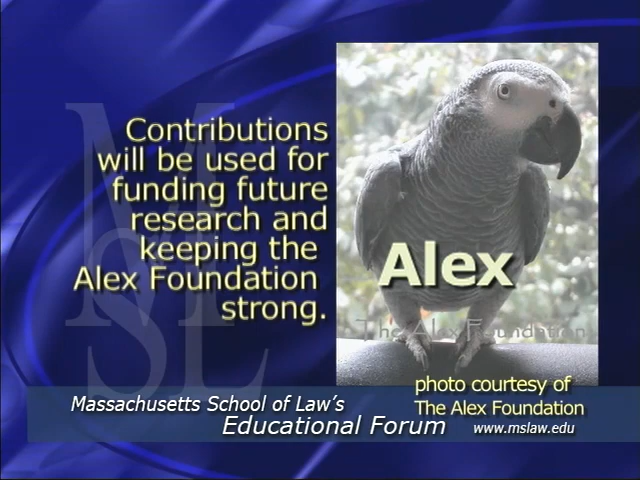 Contributions
will be used for
funding future
research and
keeping the
Alex Foundation
strong.
MSL
Alex
The Alex Foundation
photo courtesy of
The Alex Foundation
Massachusetts School of Law's
Educational Forum
www.mslaw.edu